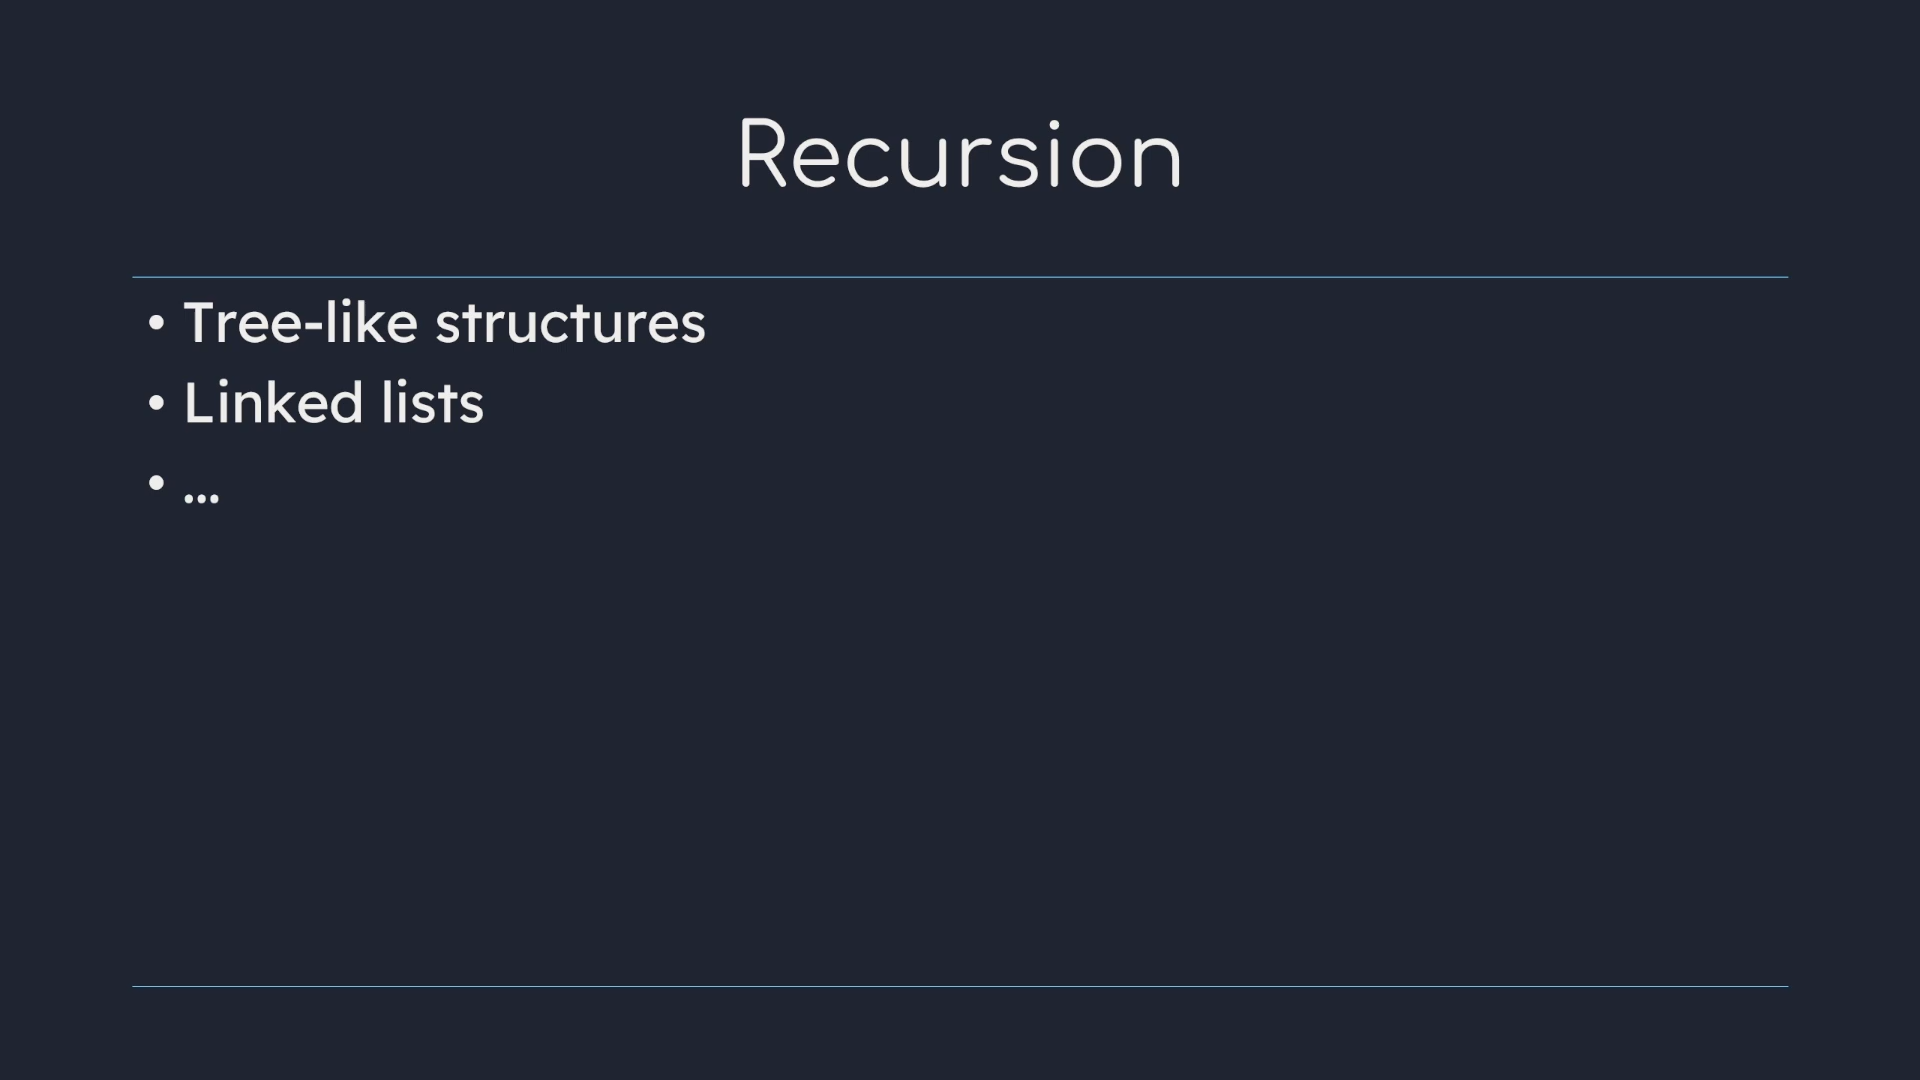 Recursion
• Tree-like structures
• Linked lists
• ...